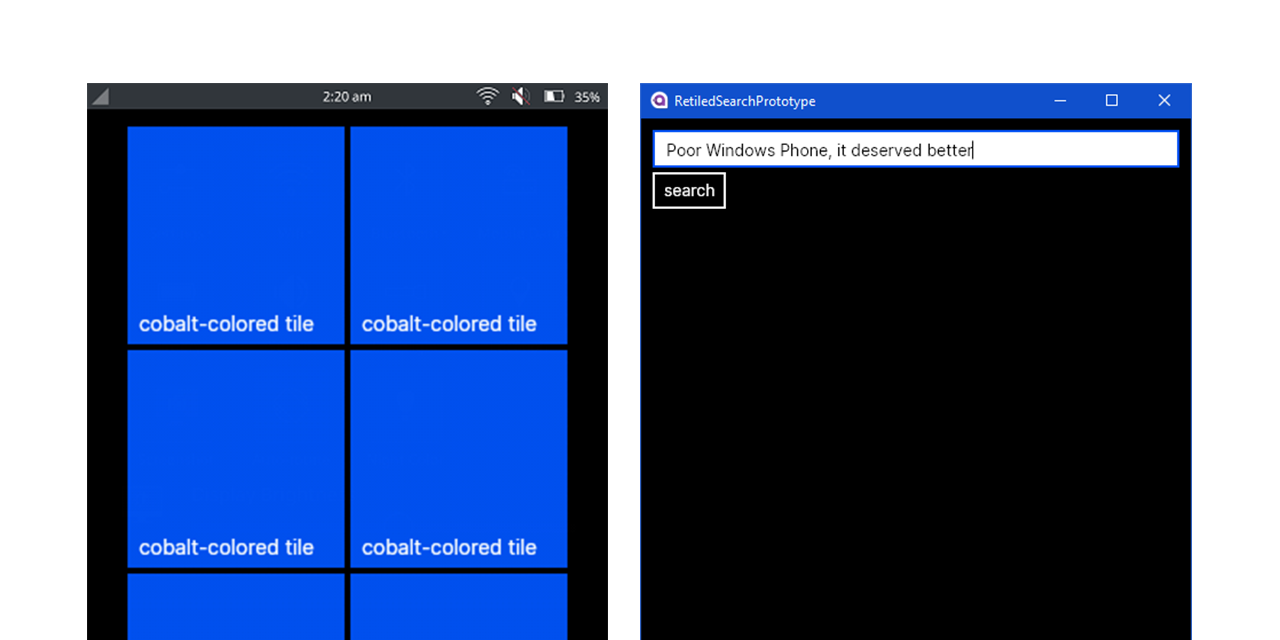 2:20 am 35%
cobalt-colored tile cobalt-colored tile
cobalt-colored tile cobalt-colored tile
RetiledSearchPrototype
Poor Windows Phone, it deserved better
search